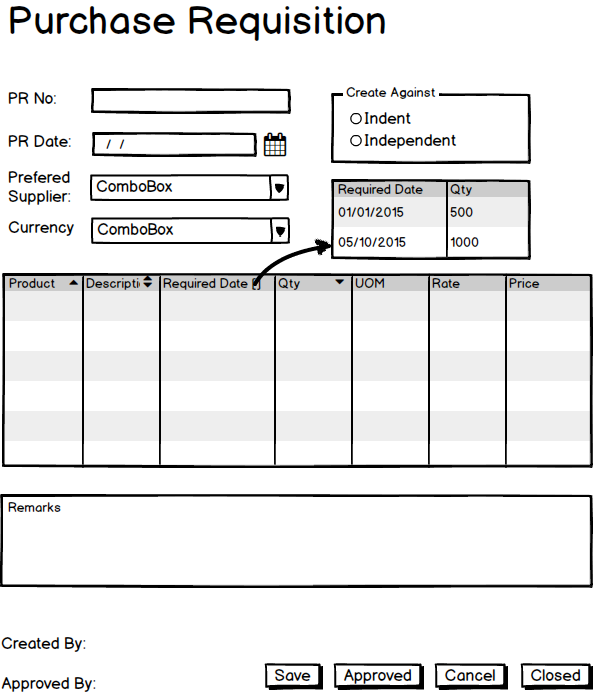 Purchase Requisition
PR No:
Create Against
Indent
Independent
PR Date:
/ /
Prefered
Supplier:
ComboBox
Currency
ComboBox
Required Date Qty
01/01/2015 500
05/10/2015 1000
Product Descripti Required Date [] Qty UOM Rate Price
Remarks
Created By:
Approved By:
Save Approved Cancel Closed